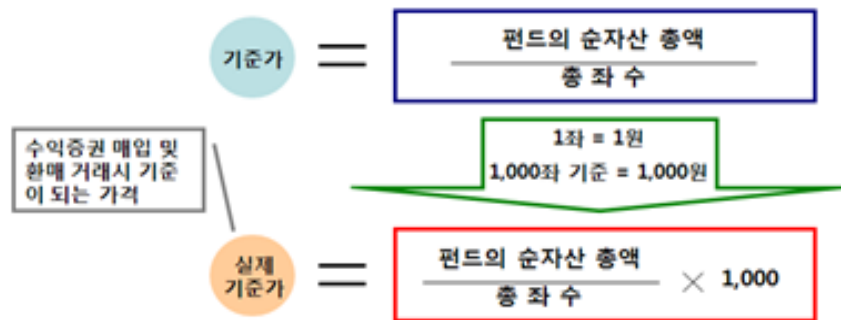 기준가
=
펀드의 순자산 총액
총 좌 수
수익증권 매입 및
환매 거래시 기준
이 되는 가격
1좌 = 1원
1,000좌 기준 = 1,000원
실제
기준가
=
펀드의 순자산 총액
총 좌 수
× 1,000